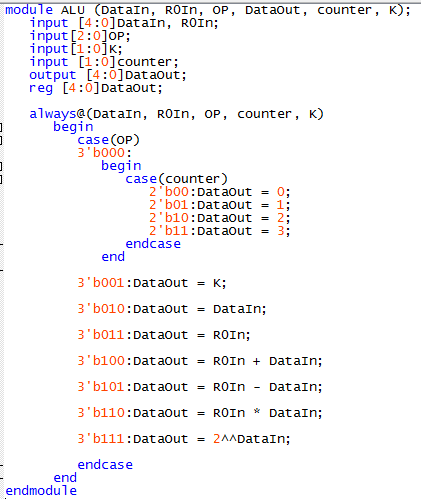 module ALU (DataIn, R0In, OP, DataOut, counter, K);
input [4:0]DataIn, R0In;
input[2:0]OP;
input[1:0]K;
input [1:0]counter;
output [4:0]DataOut;
reg [4:0]DataOut;
always@(DataIn, R0In, OP, counter, K)
begin
case(OP)
3'b000:
begin
case(counter)
2'b00:DataOut = 0;
2'b01:DataOut = 1;
2'b10:DataOut = 2;
2'b11:DataOut = 3;
endcase
end
3'b001:DataOut = K;
3'b010:DataOut = DataIn;
3'b011:DataOut = R0In;
3'b100:DataOut = R0In + DataIn;
3'b101:DataOut = R0In - DataIn;
3'b110:DataOut = R0In * DataIn;
3'b111:DataOut = 2^^DataIn;
endcase
end
endmodule